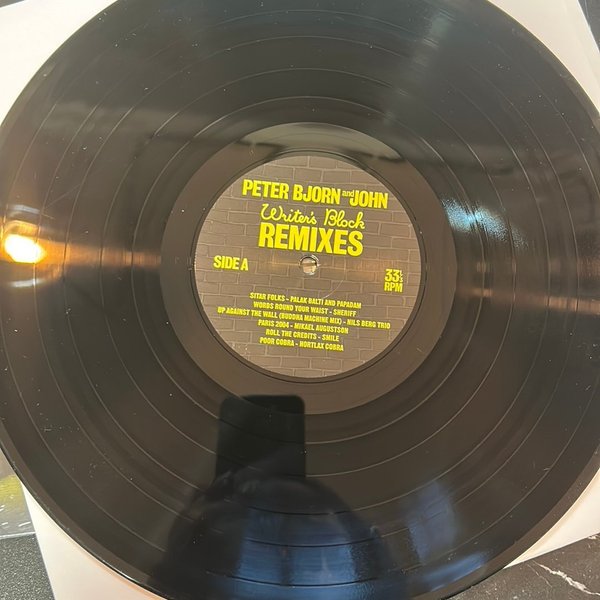 PETER BJORN and JOHN
Writer's Block
REMIXES
SIDE A
33⅓
RPM
SITAR FOLKS - PALAK BALTI AND PAPADAM
WORDS ROUND YOUR WAIST - SHERIFF
UP AGAINST THE WALL (BUDDHA MACHINE MIX) - NILS BERG TRIO
PARIS 2004 - MIKAEL AUGUSTSON
ROLL THE CREDITS - SMILE
POOR COBRA - HORTLAX COBRA